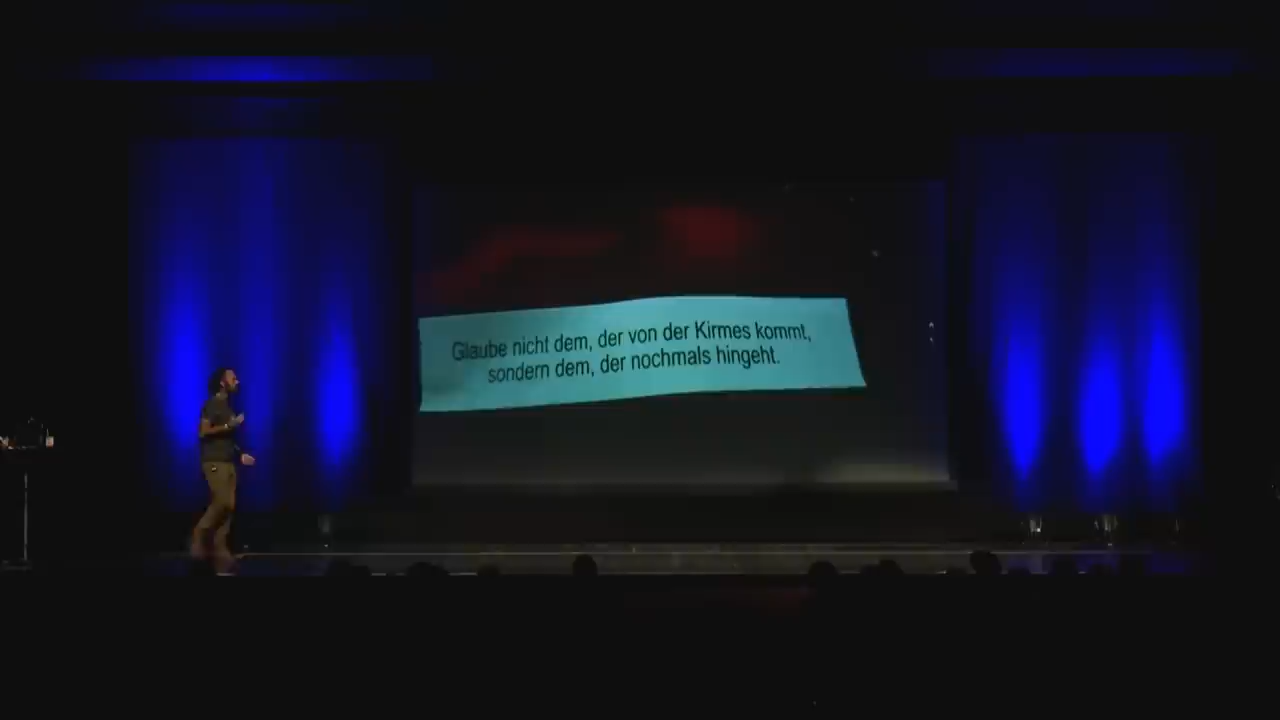 Glaube nicht dem, der von der Kirmes kommt,
sondern dem, der nochmals hingeht.